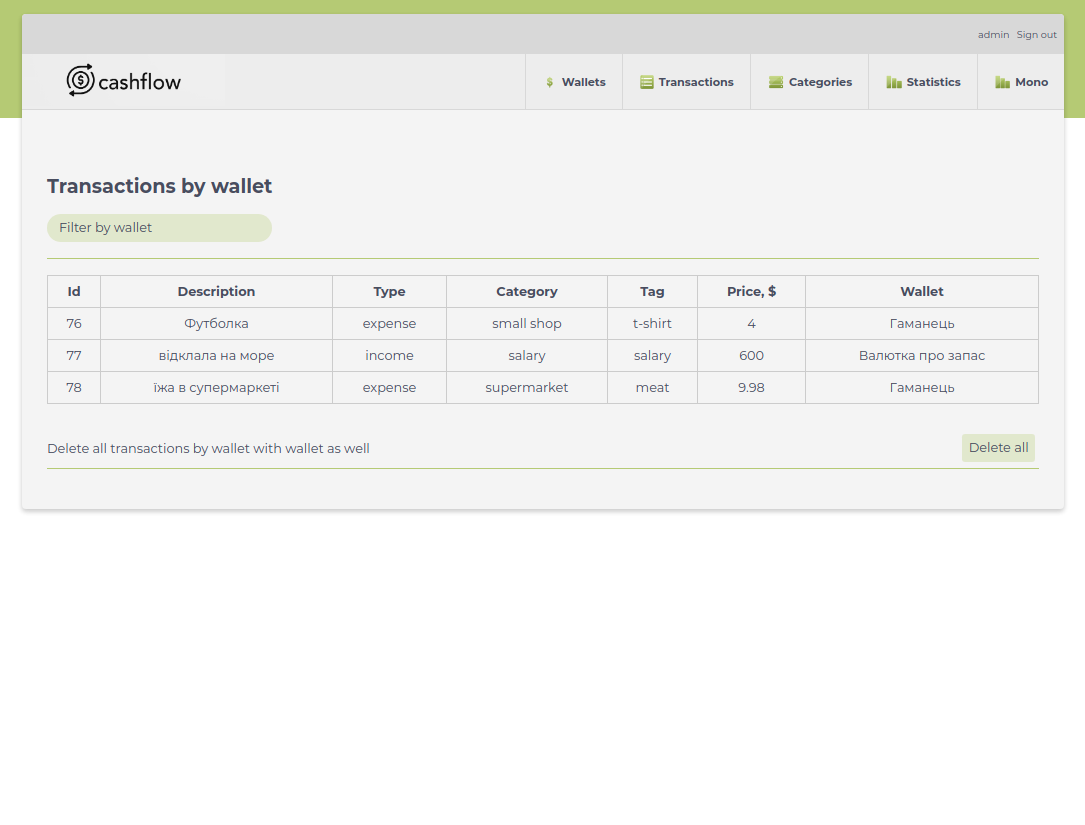 admin Sign out
cashflow
Wallets Transactions Categories Statistics Mono
Transactions by wallet
Filter by wallet
Id Description Type Category Tag Price, $ Wallet
76 Футболка expense small shop t-shirt 4 Гаманець
77 відклала на море income salary salary 600 Валютка про запас
78 їжа в супермаркеті expense supermarket meat 9.98 Гаманець
Delete all transactions by wallet with wallet as well Delete all